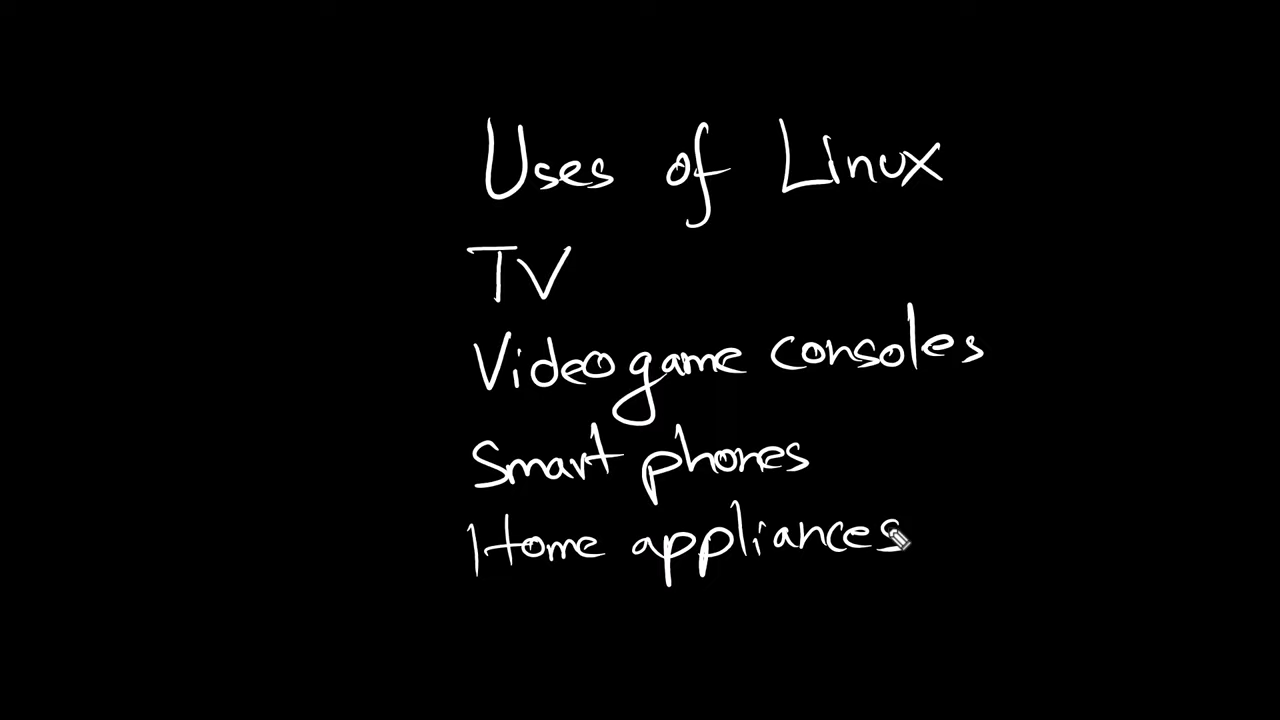 Uses of Linux
TV
Videogame consoles
Smart phones
Home appliances